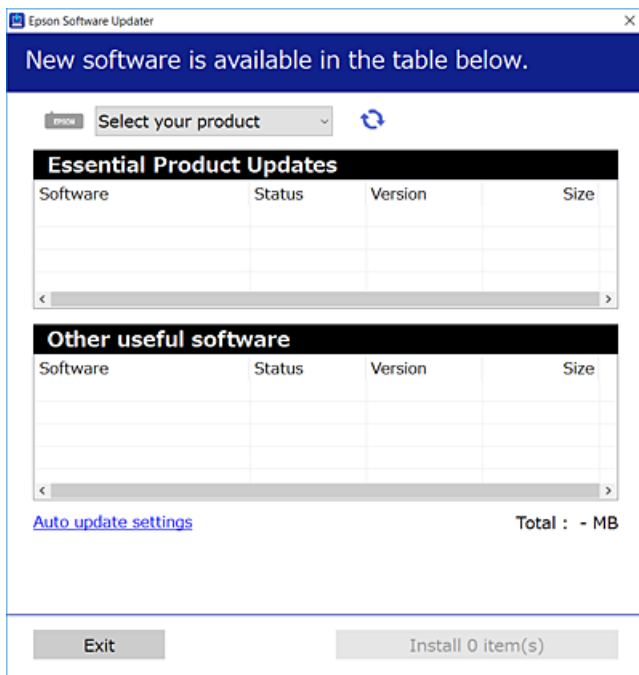 Epson Software Updater
New software is available in the table below.
EPSON Select your product
Essential Product Updates
Software Status Version Size
Other useful software
Software Status Version Size
Auto update settings Total : - MB
Exit Install 0 item(s)